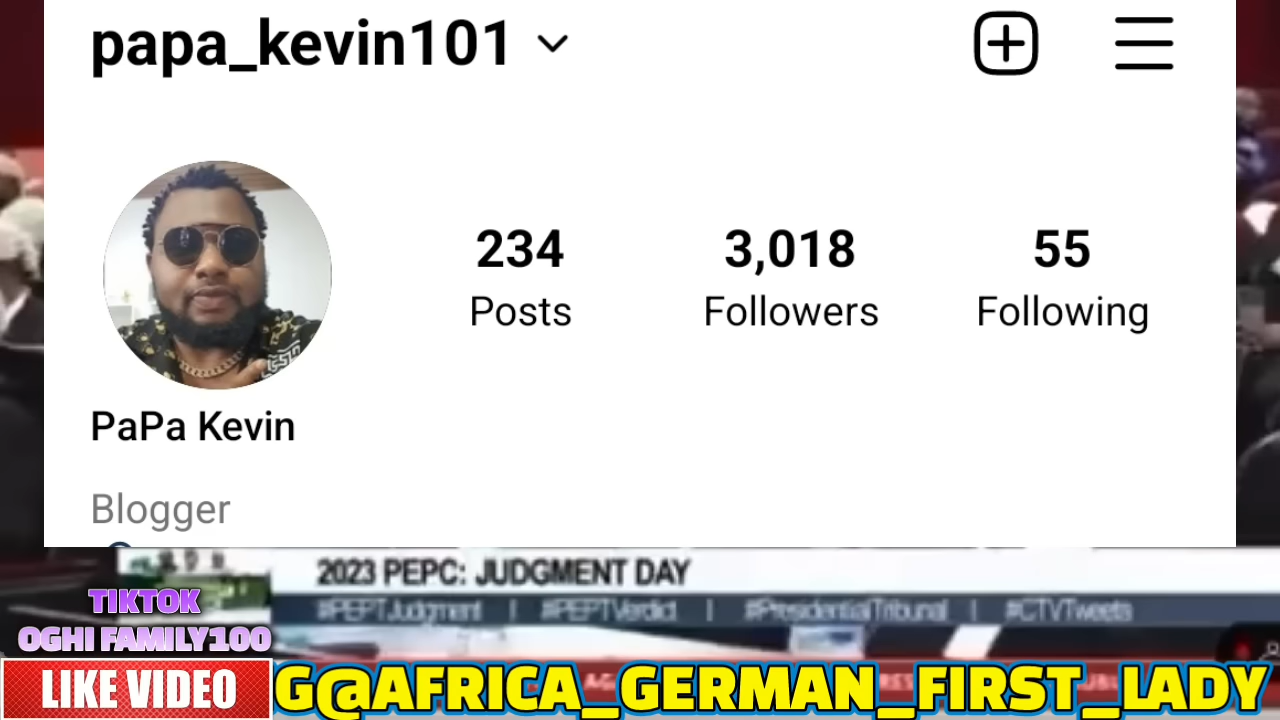 papa_kevin101
234
3,018
55
Posts
Followers
Following
PaPa Kevin
Blogger
2023 PEPC: JUDGMENT DAY
#PEPTJudgment | #PEPTVerdict | #PresidentialTribunal | #CTVTweets
TIKTOK
OGHI FAMILY100
LIKE VIDEO
G@AFRICA_GERMAN_FIRST_LADY